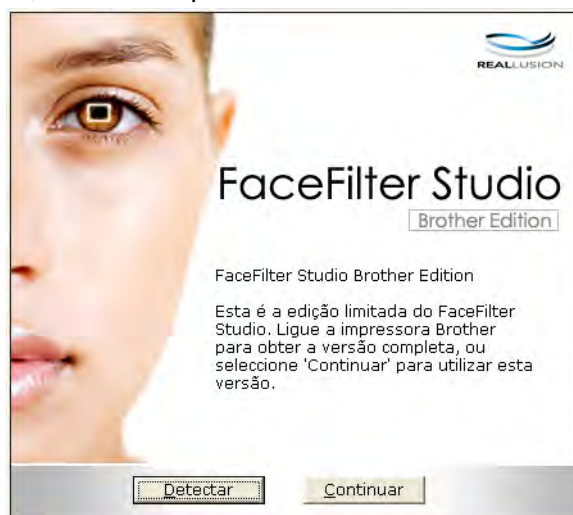 REALLUSION
FaceFilter Studio
Brother Edition
FaceFilter Studio Brother Edition
Esta é a edição limitada do FaceFilter
Studio. Ligue a impressora Brother
para obter a versão completa, ou
seleccione 'Continuar' para utilizar esta
versão.
Detectar Continuar